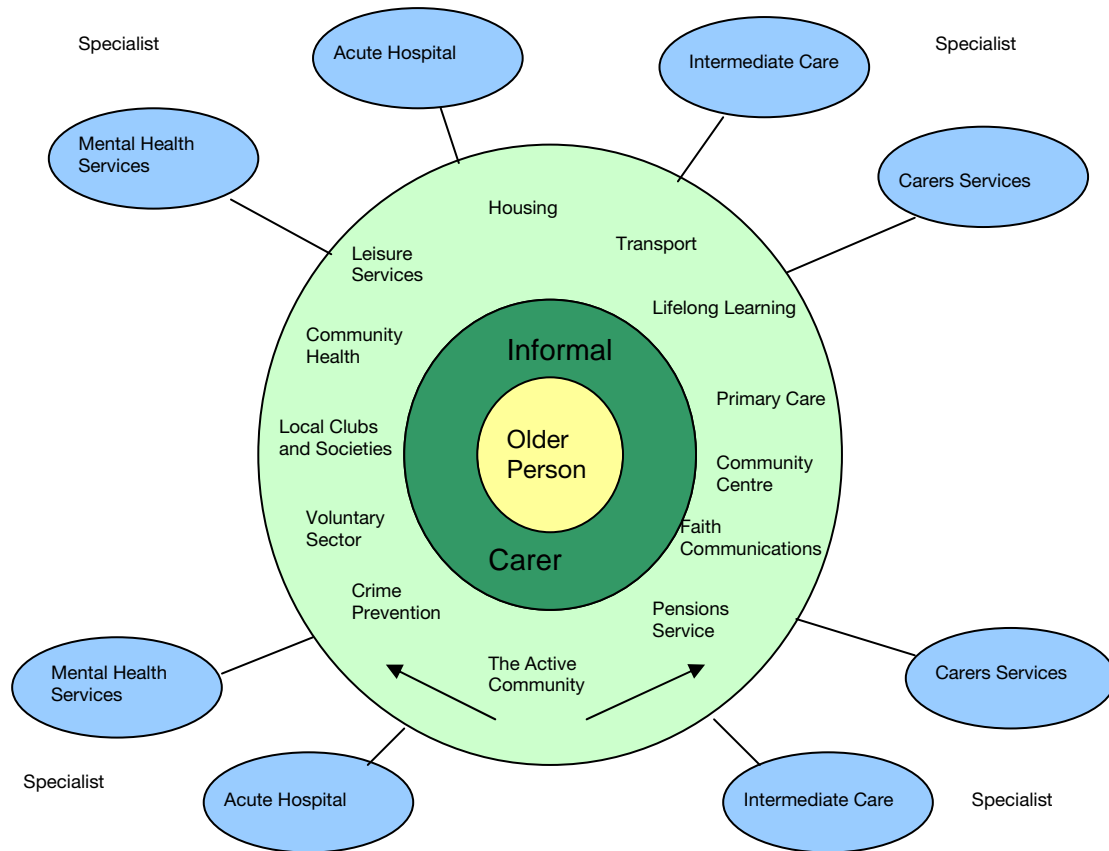 Specialist
Acute Hospital
Intermediate Care
Specialist
Mental Health
Services
Carers Services
Housing
Transport
Leisure
Services
Lifelong Learning
Community
Health
Informal
Primary Care
Local Clubs
and Societies
Older
Person
Community
Centre
Voluntary
Sector
Faith
Communications
Carer
Crime
Prevention
Pensions
Service
The Active
Community
Mental Health
Services
Carers Services
Specialist
Acute Hospital
Intermediate Care
Specialist